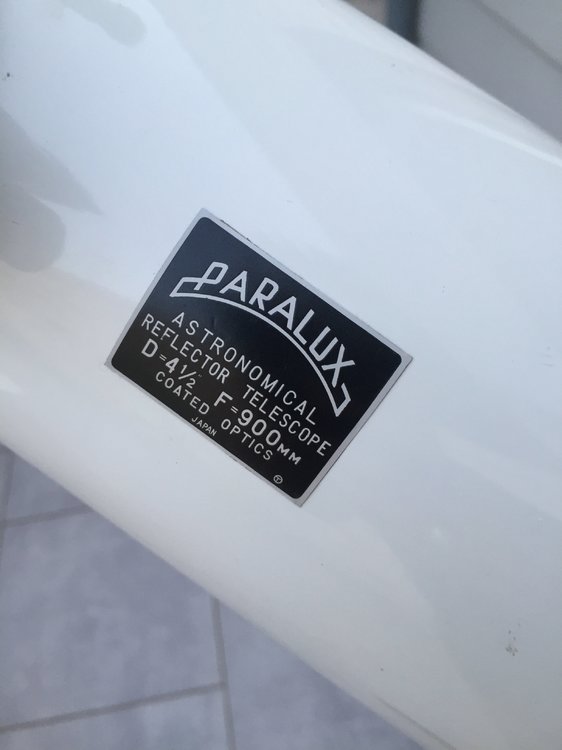 PARALUX
ASTRONOMICAL
REFLECTOR TELESCOPE
D=4½" F=900MM
COATED OPTICS
JAPAN
T